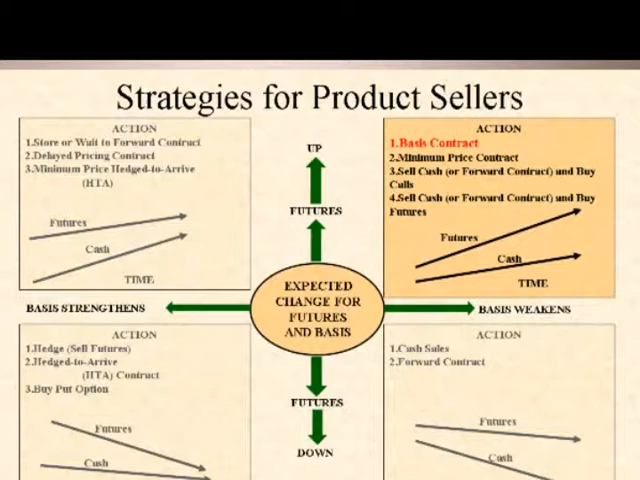 Strategies for Product Sellers
ACTION
1.Store or Wait to Forward Contract
2.Delayed Pricing Contract
3.Minimum Price Hedged-to-Arrive
(HTA)
Futures
Cash
TIME
UP
FUTURES
ACTION
1.Basis Contract
2.Minimum Price Contract
3.Sell Cash (or Forward Contract) and Buy
Calls
4.Sell Cash (or Forward Contract) and Buy
Futures
Futures
Cash
TIME
BASIS STRENGTHENS
EXPECTED
CHANGE FOR
FUTURES
AND BASIS
BASIS WEAKENS
ACTION
1.Hedge (Sell Futures)
2.Hedged-to-Arrive
(HTA) Contract
3.Buy Put Option
Futures
Cash
FUTURES
DOWN
ACTION
1.Cash Sales
2.Forward Contract
Futures
Cash